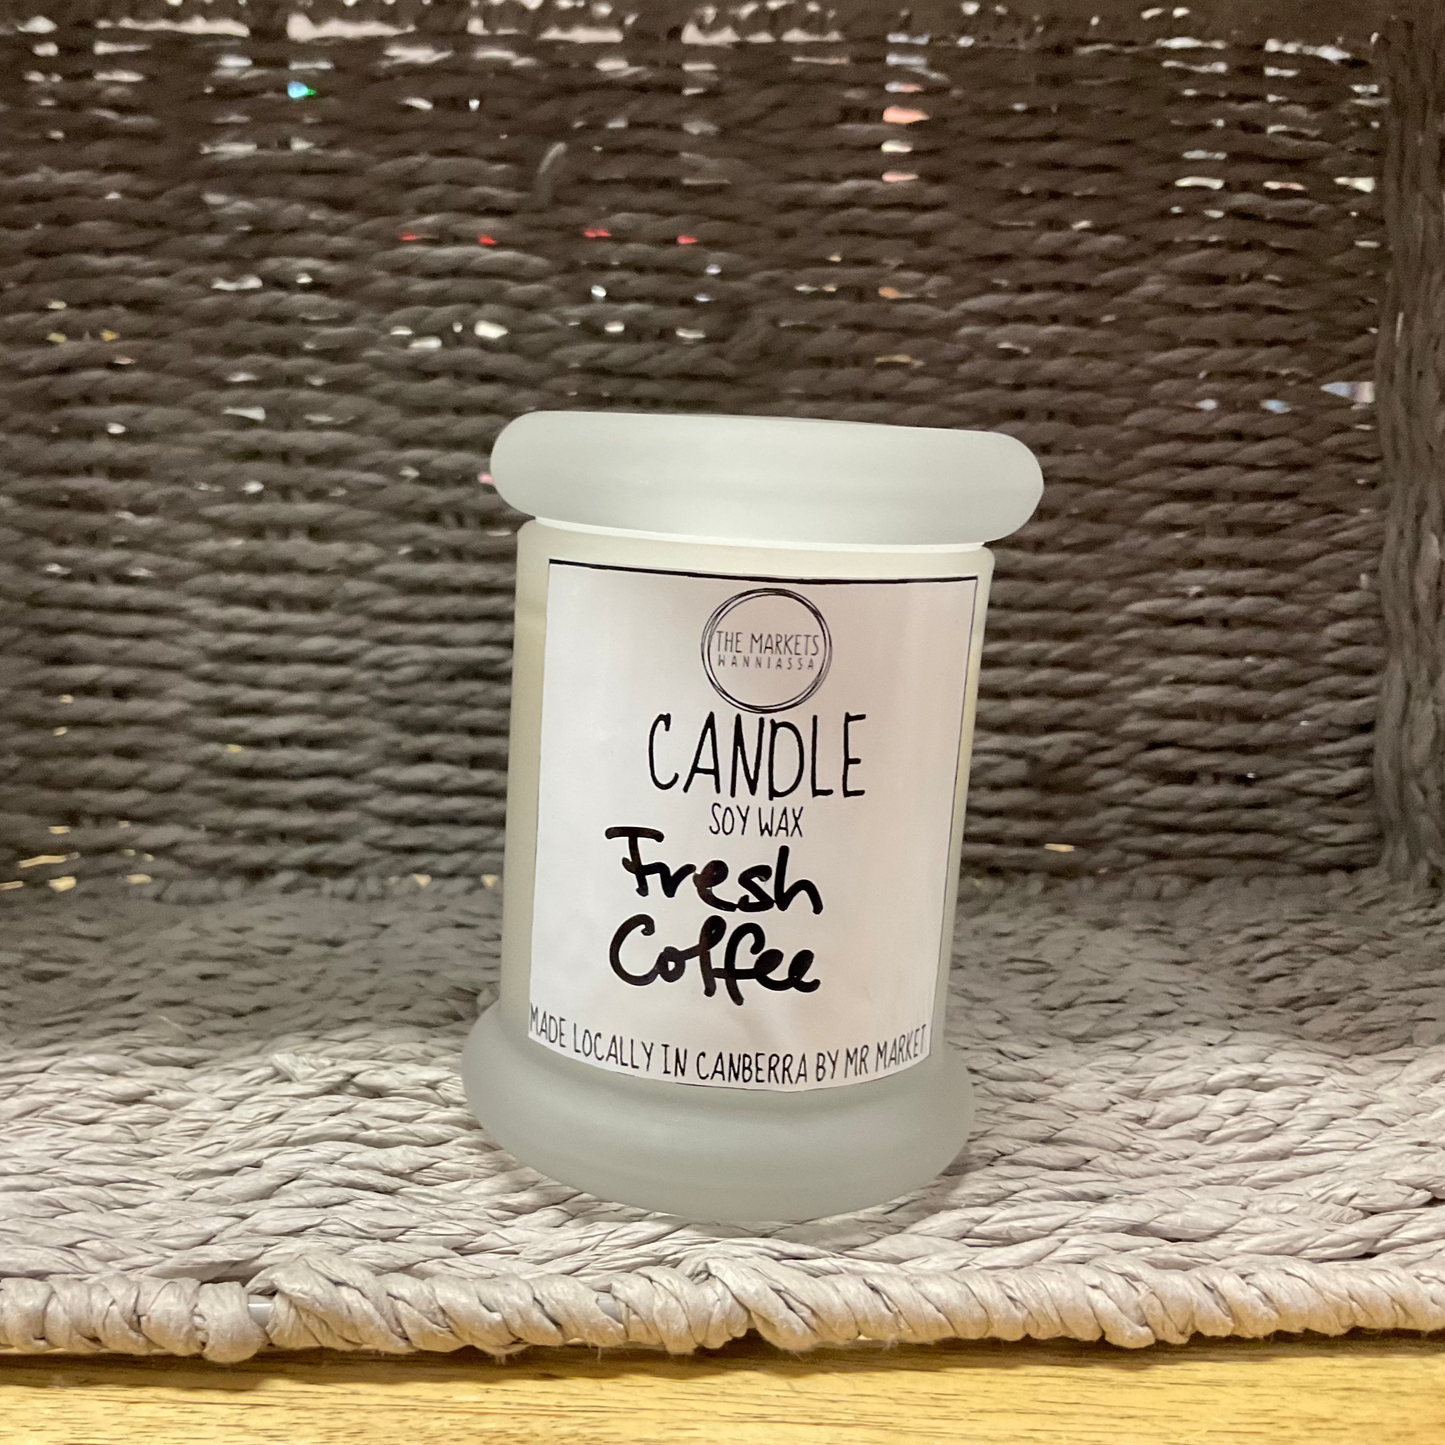 THE MARKETS
WANNIASSA
CANDLE
SOY WAX
Fresh
Coffee
MADE LOCALLY IN CANBERRA BY MR MARKET